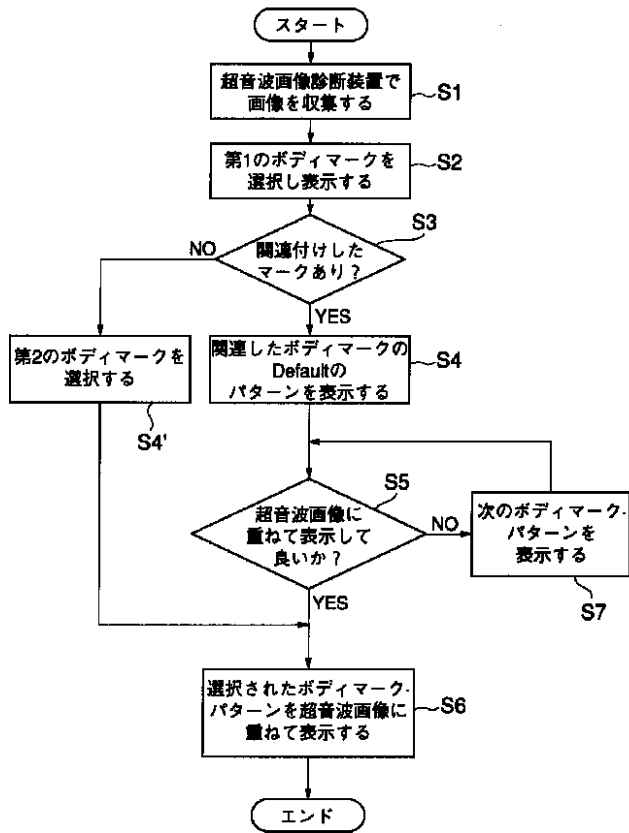 スタート
超音波画像診断装置で
画像を収集する
S1
第1のボディマークを
選択し表示する
S2
S3
関連付けした
マークあり？
NO
YES
第2のボディマークを
選択する
S4'
関連したボディマークの
Defaultの
パターンを表示する
S4
S5
超音波画像に
重ねて表示して
良いか？
NO
YES
次のボディマーク・
パターンを
表示する
S7
選択されたボディマーク・
パターンを超音波画像に
重ねて表示する
S6
エンド